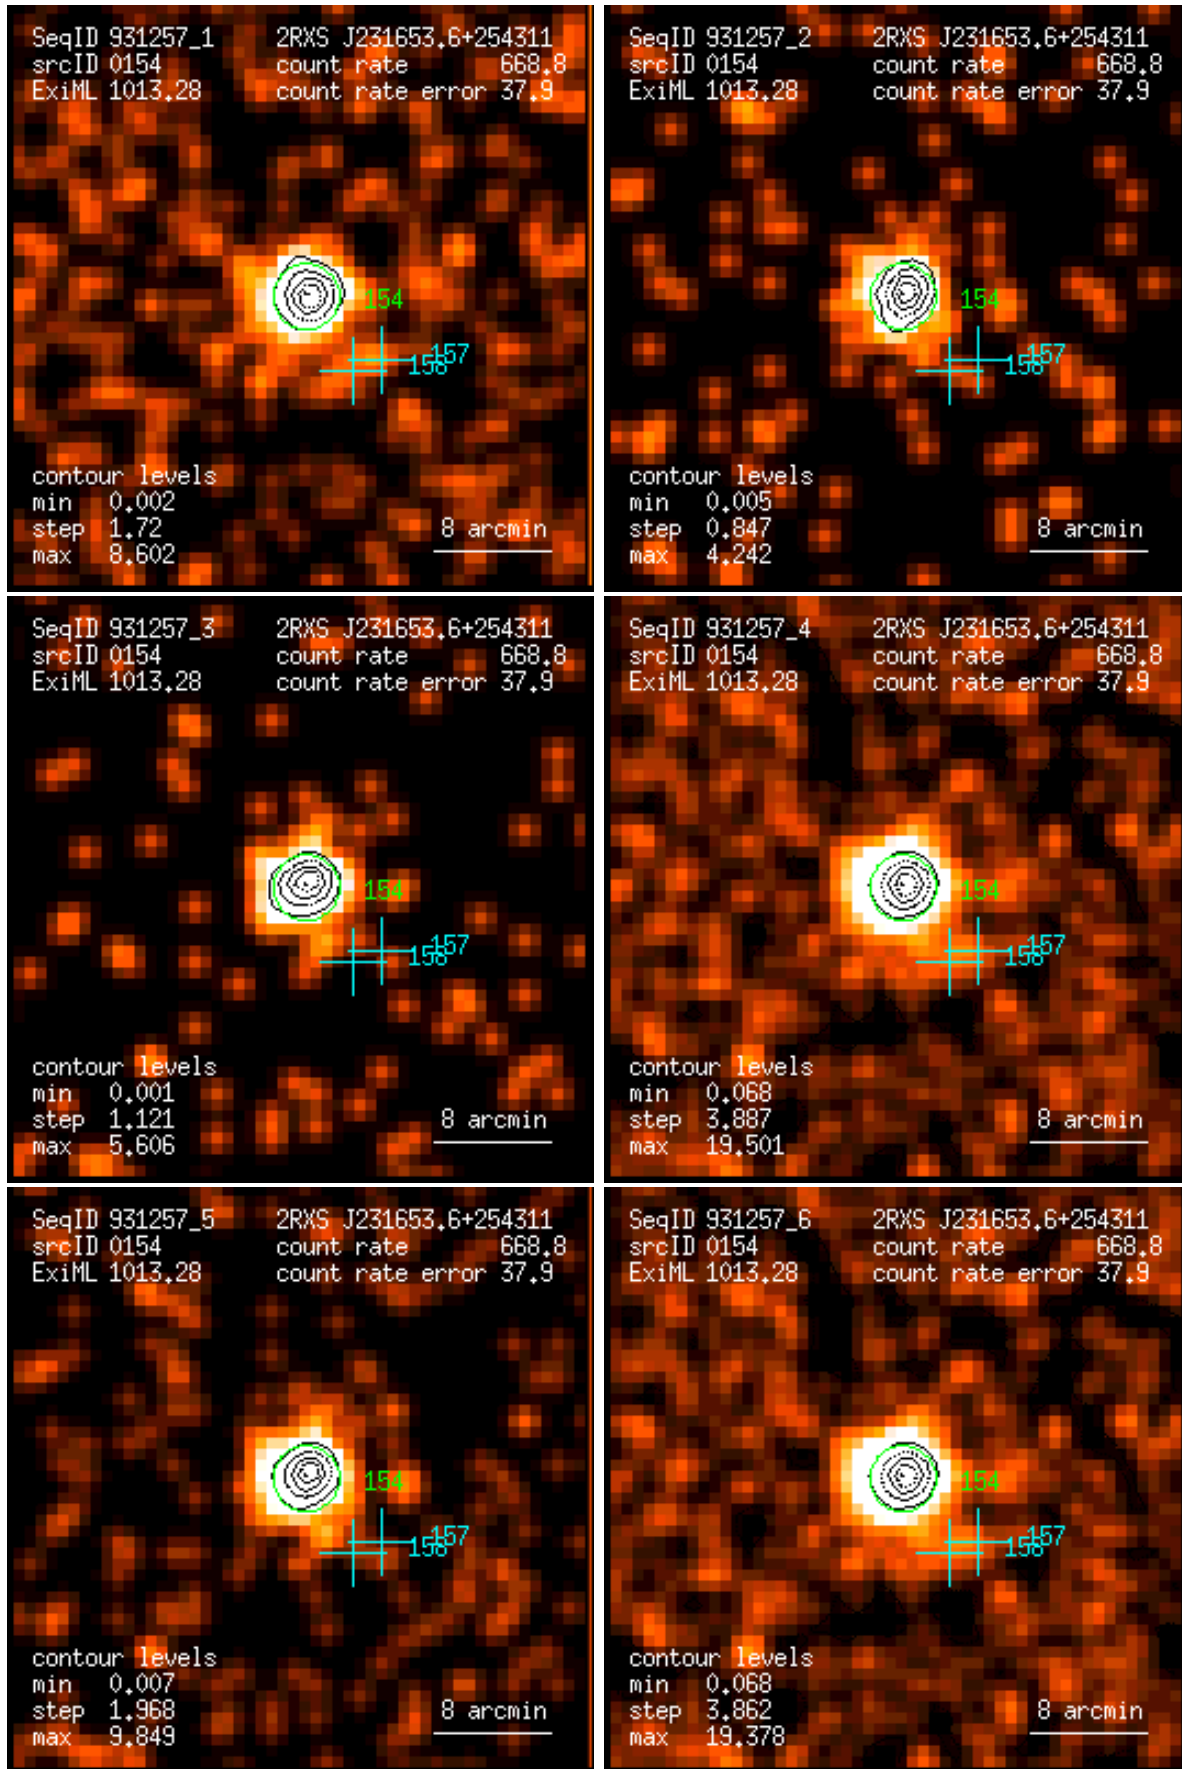 SeqID 931257_1 2RXS J231653.6+254311
srcID 0154 count rate 668.8
ExiML 1013.28 count rate error 37.9
154
157
158
contour levels
min 0.002
step 1.72 8 arcmin
max 8.602
SeqID 931257_2 2RXS J231653.6+254311
srcID 0154 count rate 668.8
ExiML 1013.28 count rate error 37.9
154
157
158
contour levels
min 0.005
step 0.847 8 arcmin
max 4.242
SeqID 931257_3 2RXS J231653.6+254311
srcID 0154 count rate 668.8
ExiML 1013.28 count rate error 37.9
154
157
158
contour levels
min 0.001
step 1.121 8 arcmin
max 5.606
SeqID 931257_4 2RXS J231653.6+254311
srcID 0154 count rate 668.8
ExiML 1013.28 count rate error 37.9
154
157
158
contour levels
min 0.068
step 3.887 8 arcmin
max 19.501
SeqID 931257_5 2RXS J231653.6+254311
srcID 0154 count rate 668.8
ExiML 1013.28 count rate error 37.9
154
157
158
contour levels
min 0.007
step 1.968 8 arcmin
max 9.849
SeqID 931257_6 2RXS J231653.6+254311
srcID 0154 count rate 668.8
ExiML 1013.28 count rate error 37.9
154
157
158
contour levels
min 0.068
step 3.862 8 arcmin
max 19.378